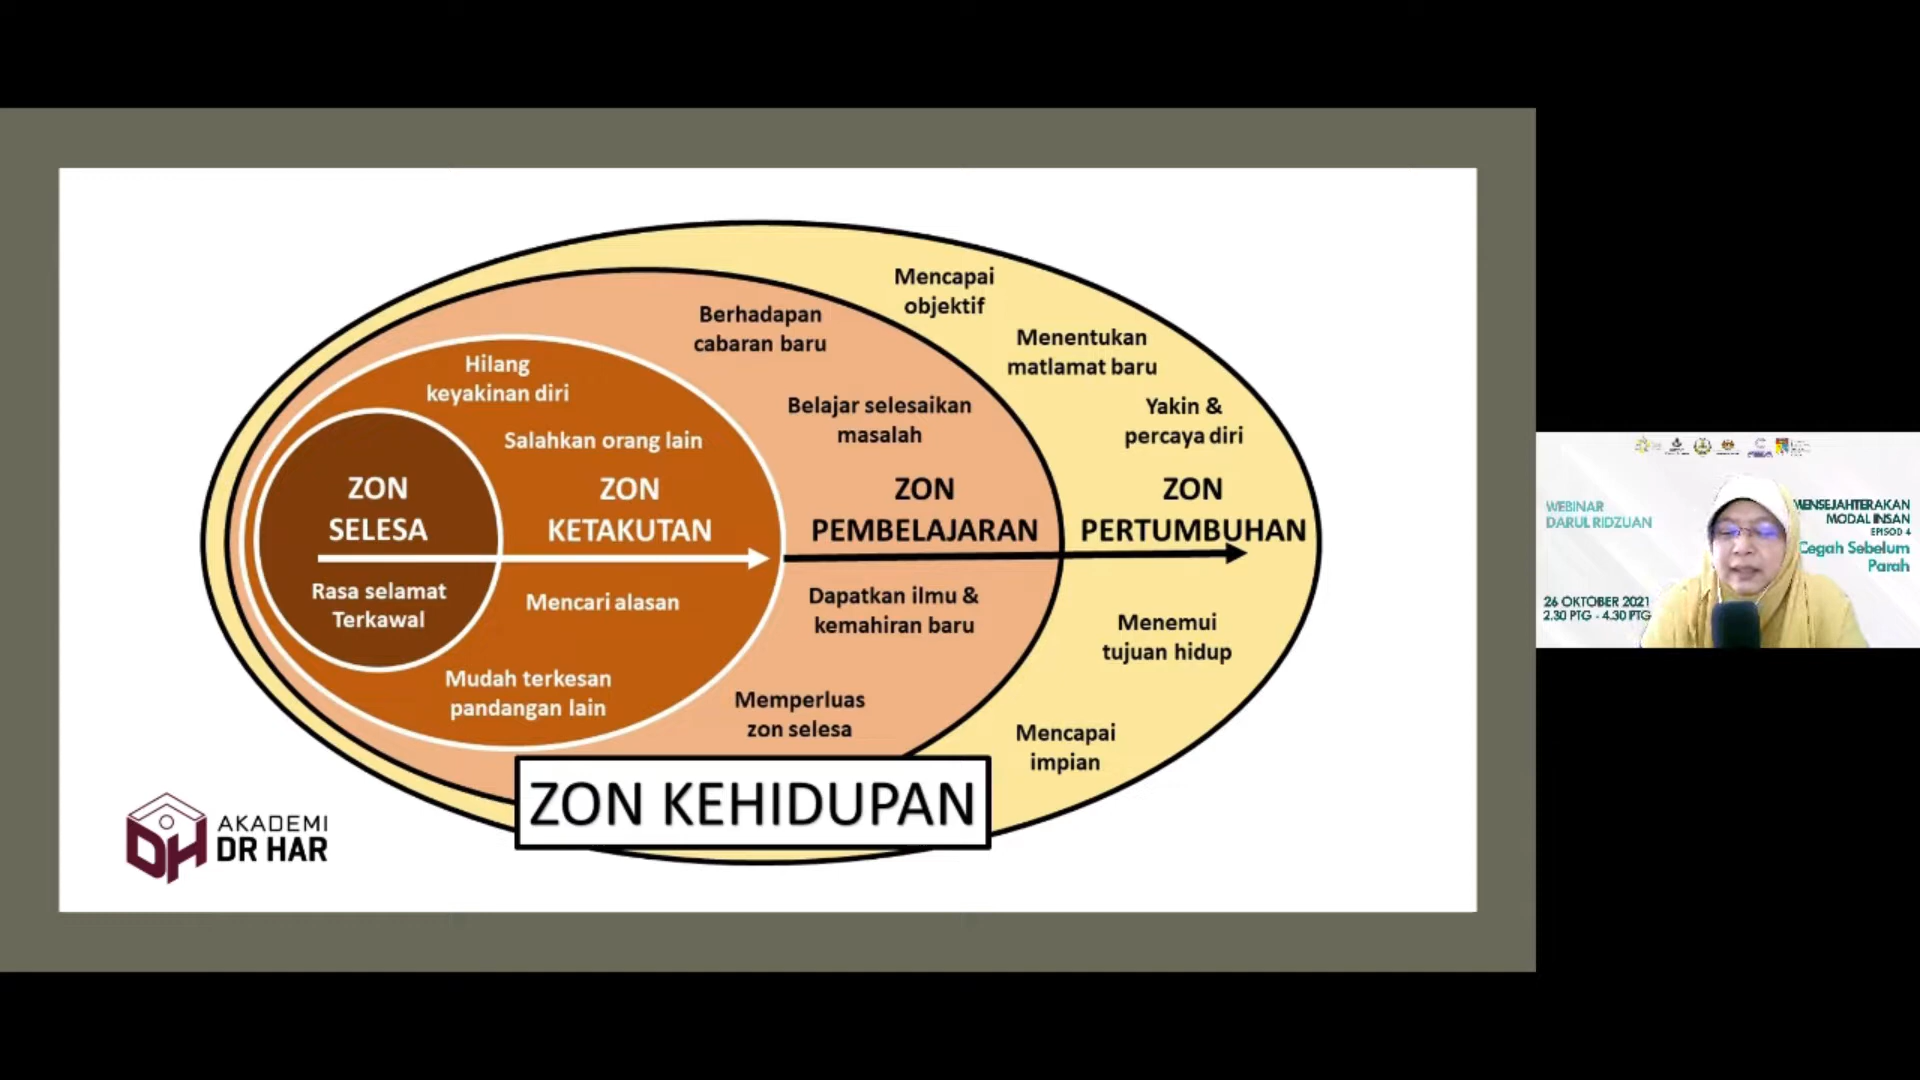 Mencapai
objektif
Berhadapan
cabaran baru
Menentukan
matlamat baru
Hilang
keyakinan diri
Belajar selesaikan
masalah
Yakin &
percaya diri
Salahkan orang lain
ZON
SELESA
ZON
KETAKUTAN
ZON
PEMBELAJARAN
ZON
PERTUMBUHAN
Rasa selamat
Terkawal
Mencari alasan
Dapatkan ilmu &
kemahiran baru
Menemui
tujuan hidup
Mudah terkesan
pandangan lain
Memperluas
zon selesa
Mencapai
impian
ZON KEHIDUPAN
AKADEMI
DR HAR
WEBINAR
DARUL RIDZUAN
MENSEJAHTERAKAN
MODAL INSAN
EPISOD 4
Cegah Sebelum
Parah
26 OKTOBER 2021
2.30 PTG - 4.30 PTG